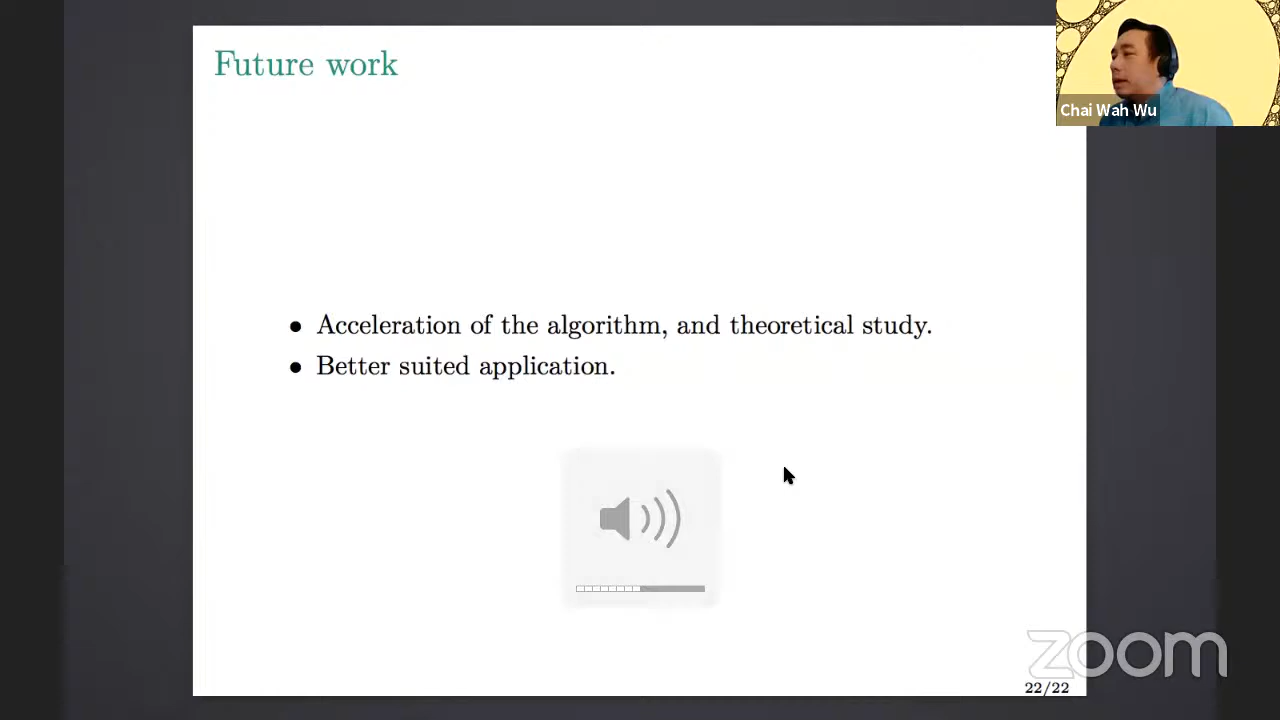 Future work
Chai Wah Wu
• Acceleration of the algorithm, and theoretical study.
• Better suited application.
zoom
22/22